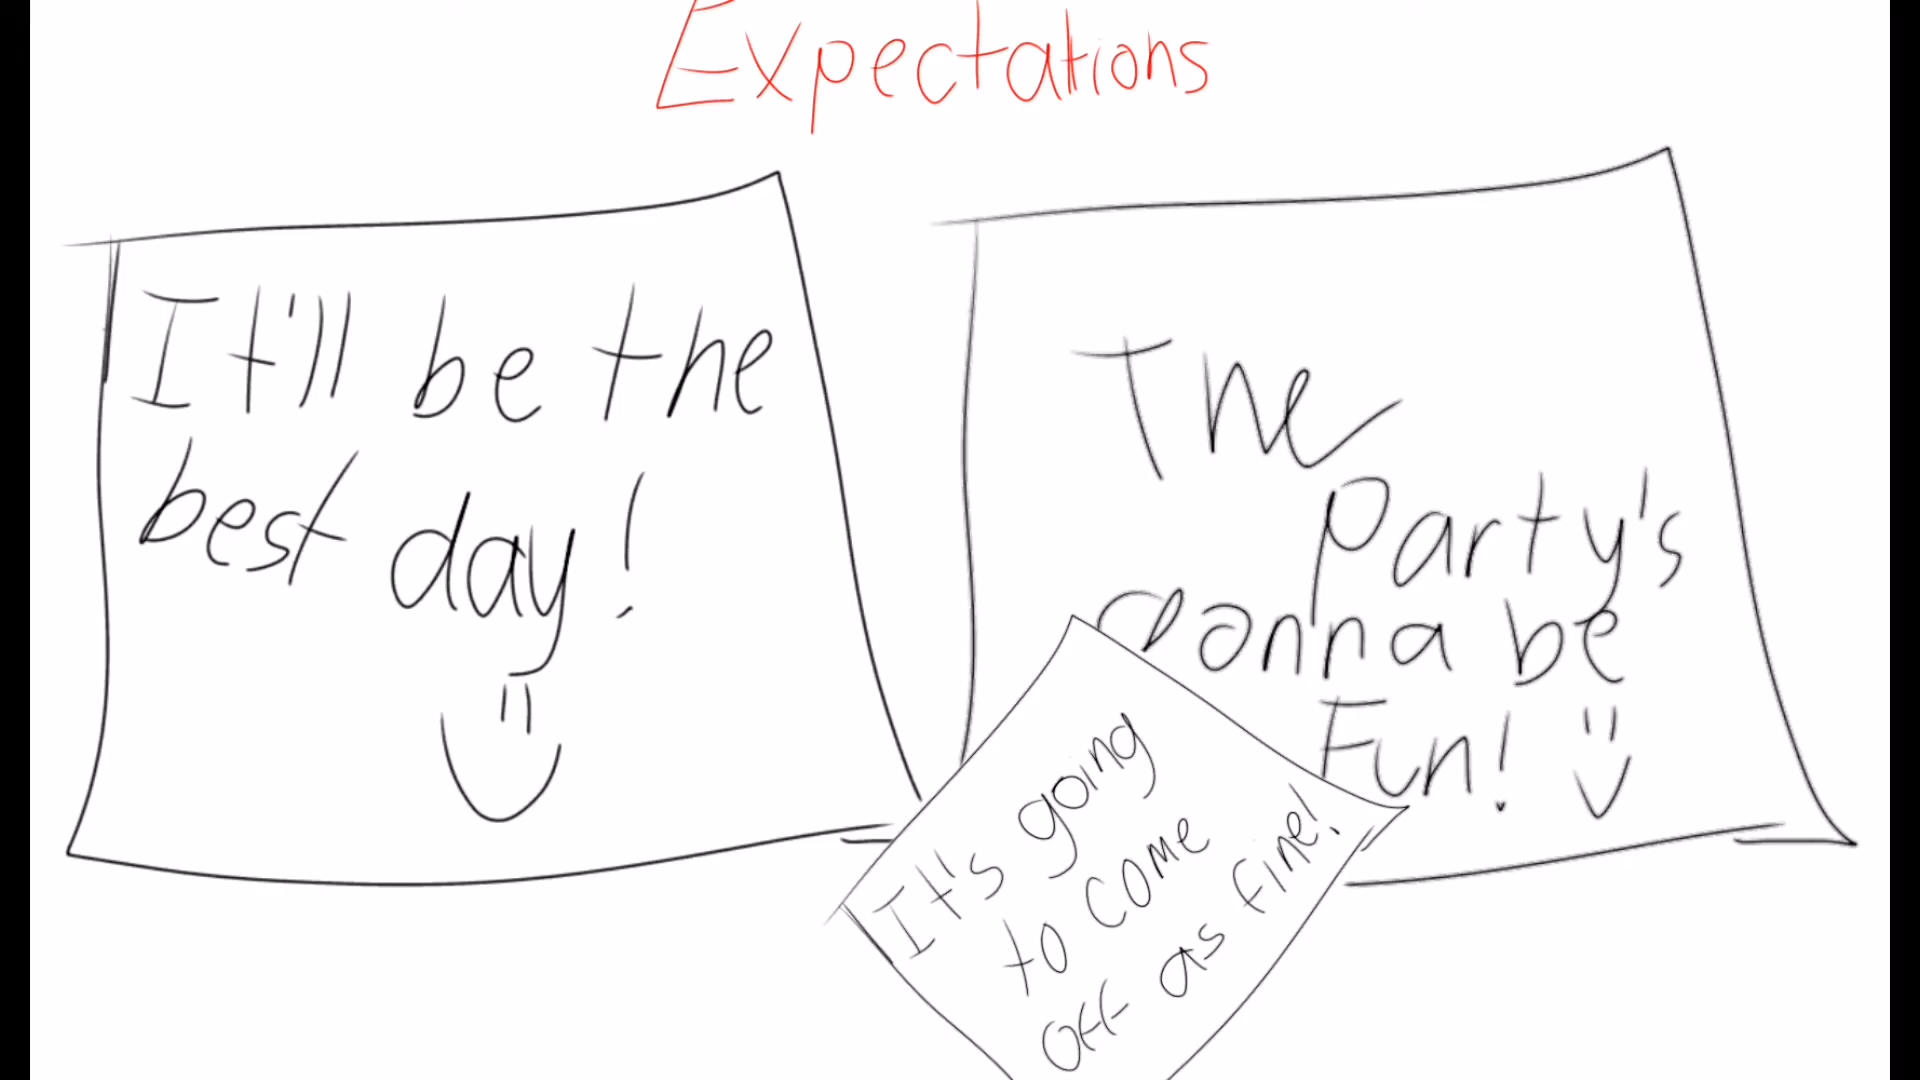 Expectations
It'll be the
best day!
The
Party's
gonna be
Fun!
It's going
to come
off as fine!